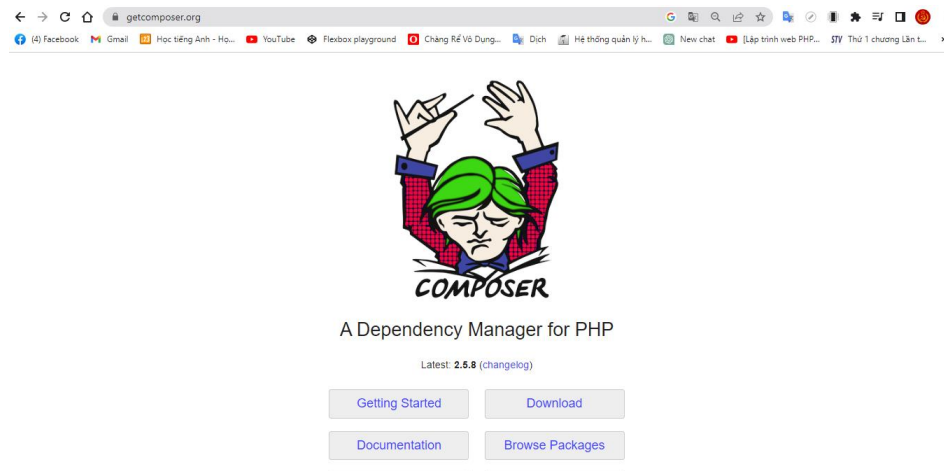 getcomposer.org
(4) Facebook Gmail Học tiếng Anh - Họ... YouTube Flexbox playground Chàng Rể Vô Dụng... Dịch Hệ thống quản lý h... New chat [Lập trình web PHP... STV Thứ 1 chương Lần t...
COMPOSER
A Dependency Manager for PHP
Latest: 2.5.8 (changelog)
Getting Started Download
Documentation Browse Packages